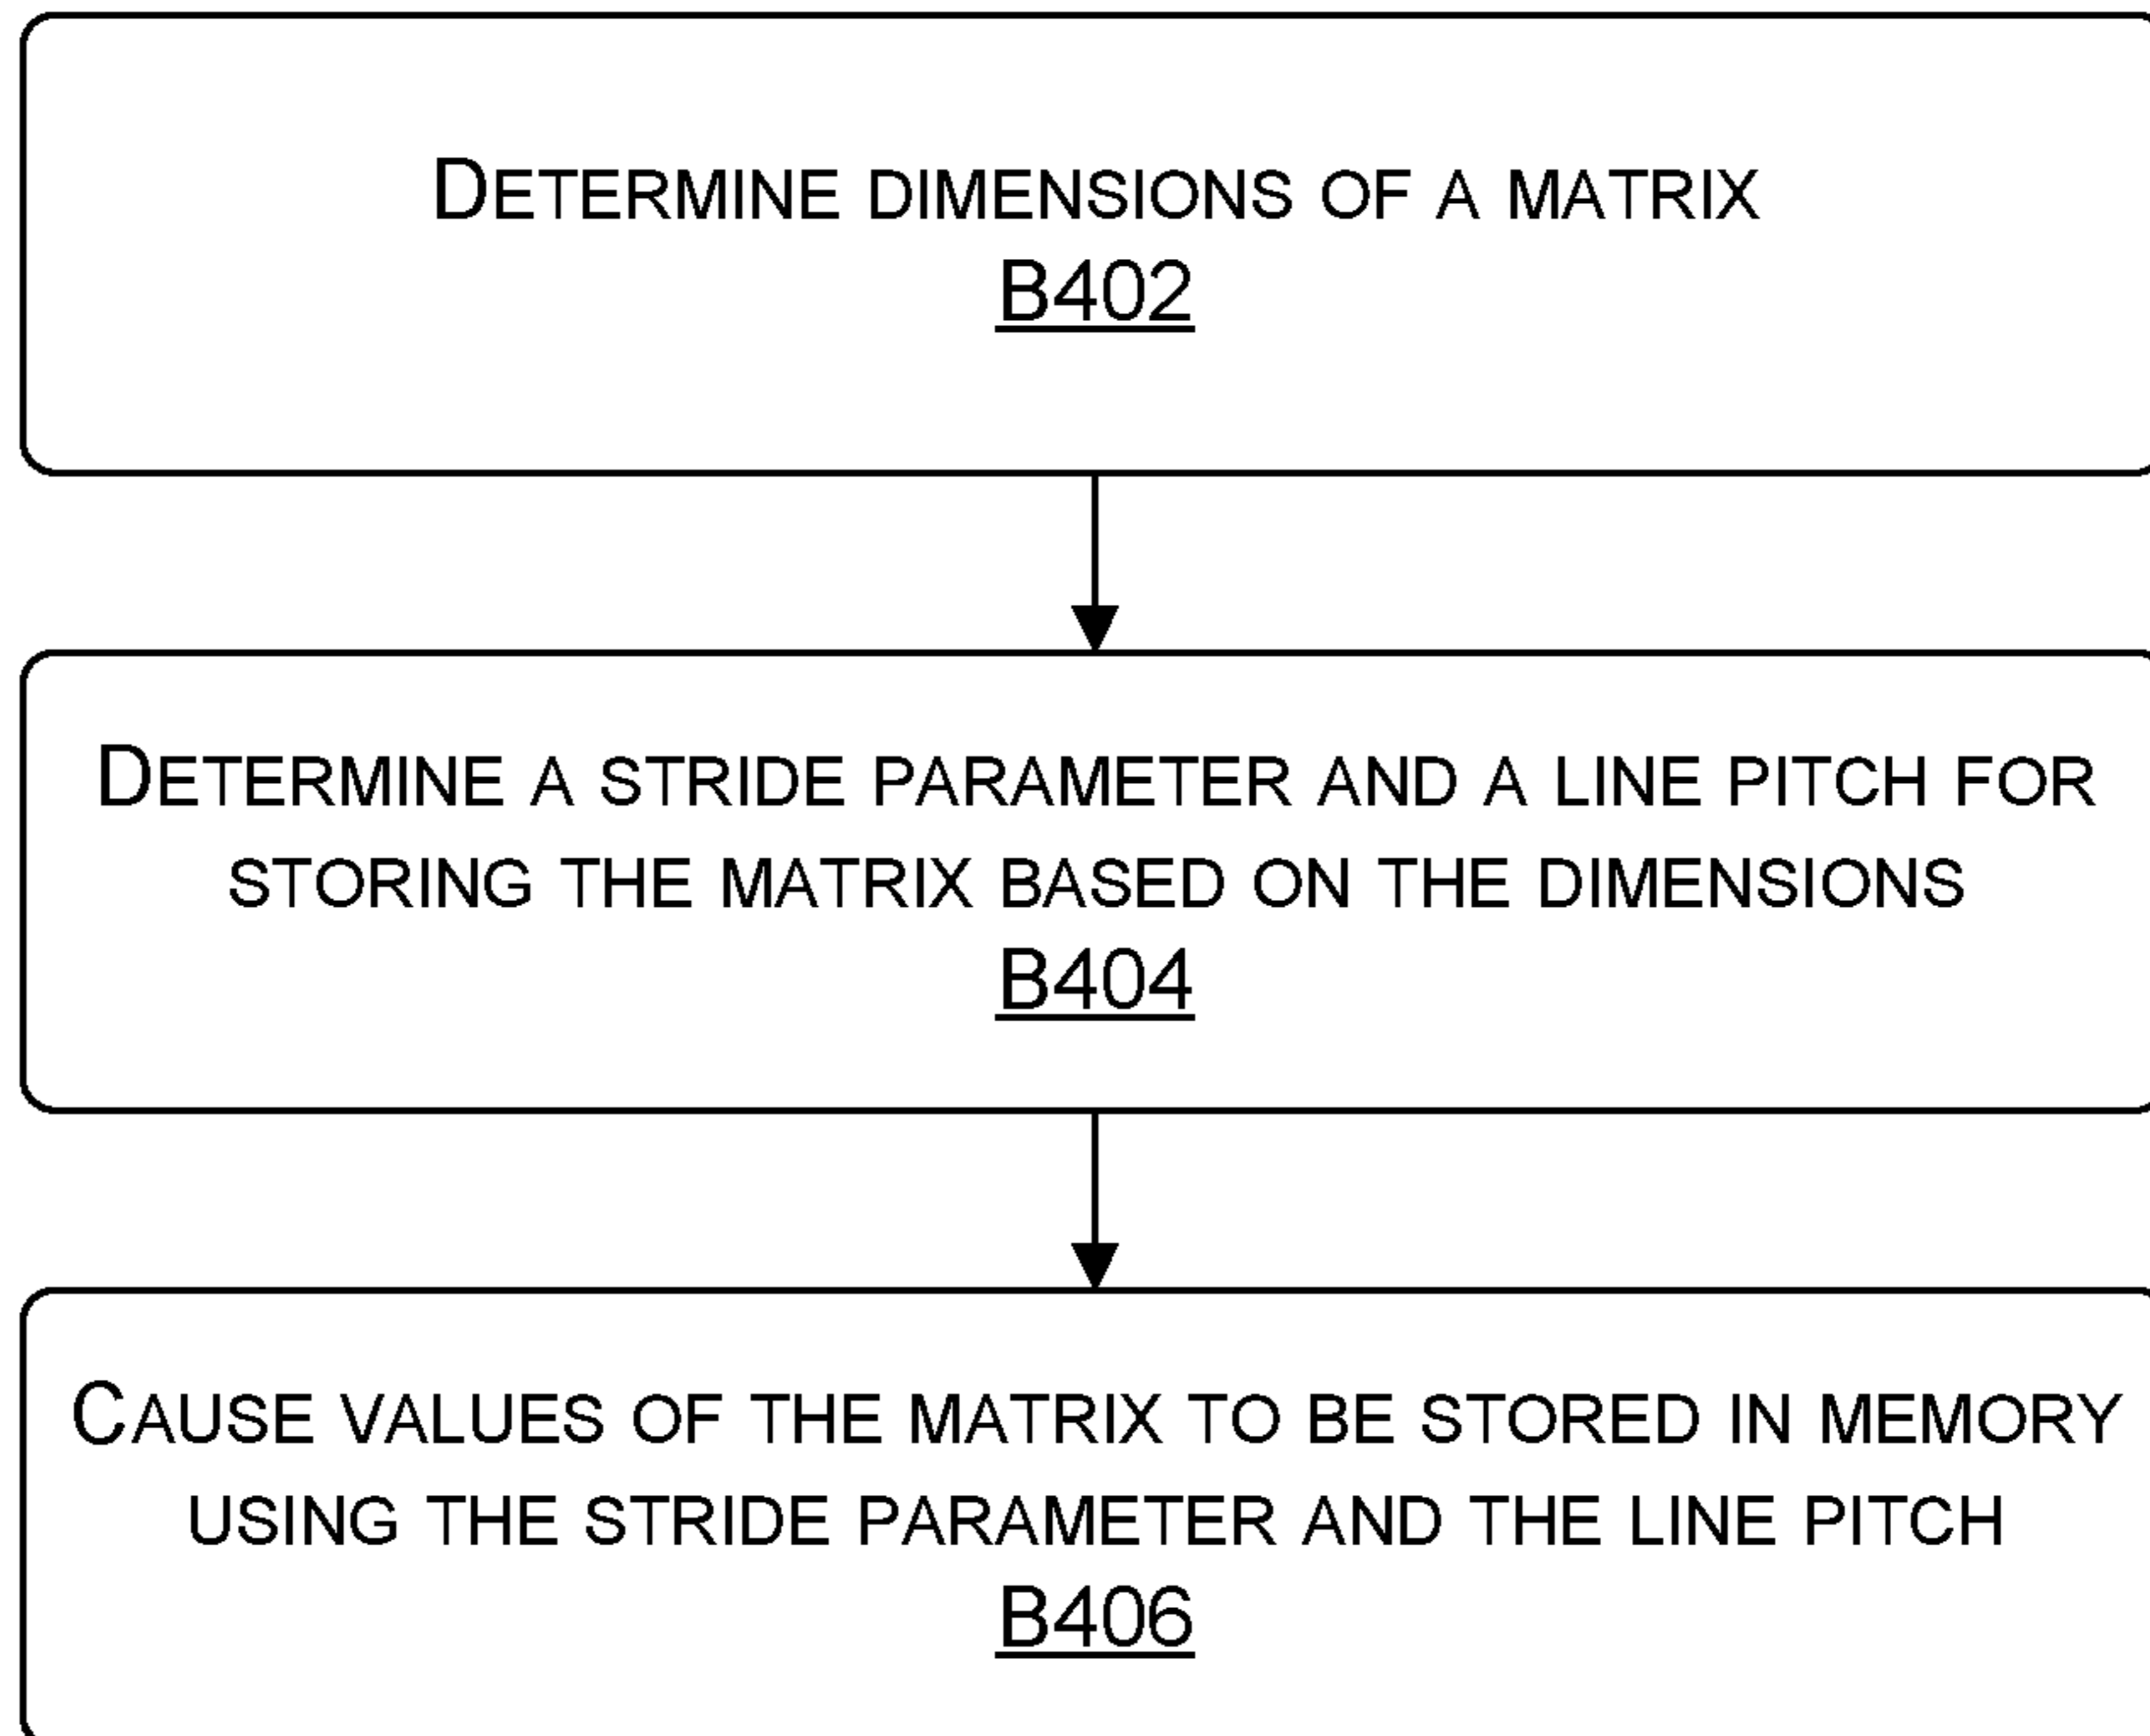 DETERMINE DIMENSIONS OF A MATRIX
B402
DETERMINE A STRIDE PARAMETER AND A LINE PITCH FOR
STORING THE MATRIX BASED ON THE DIMENSIONS
B404
CAUSE VALUES OF THE MATRIX TO BE STORED IN MEMORY
USING THE STRIDE PARAMETER AND THE LINE PITCH
B406